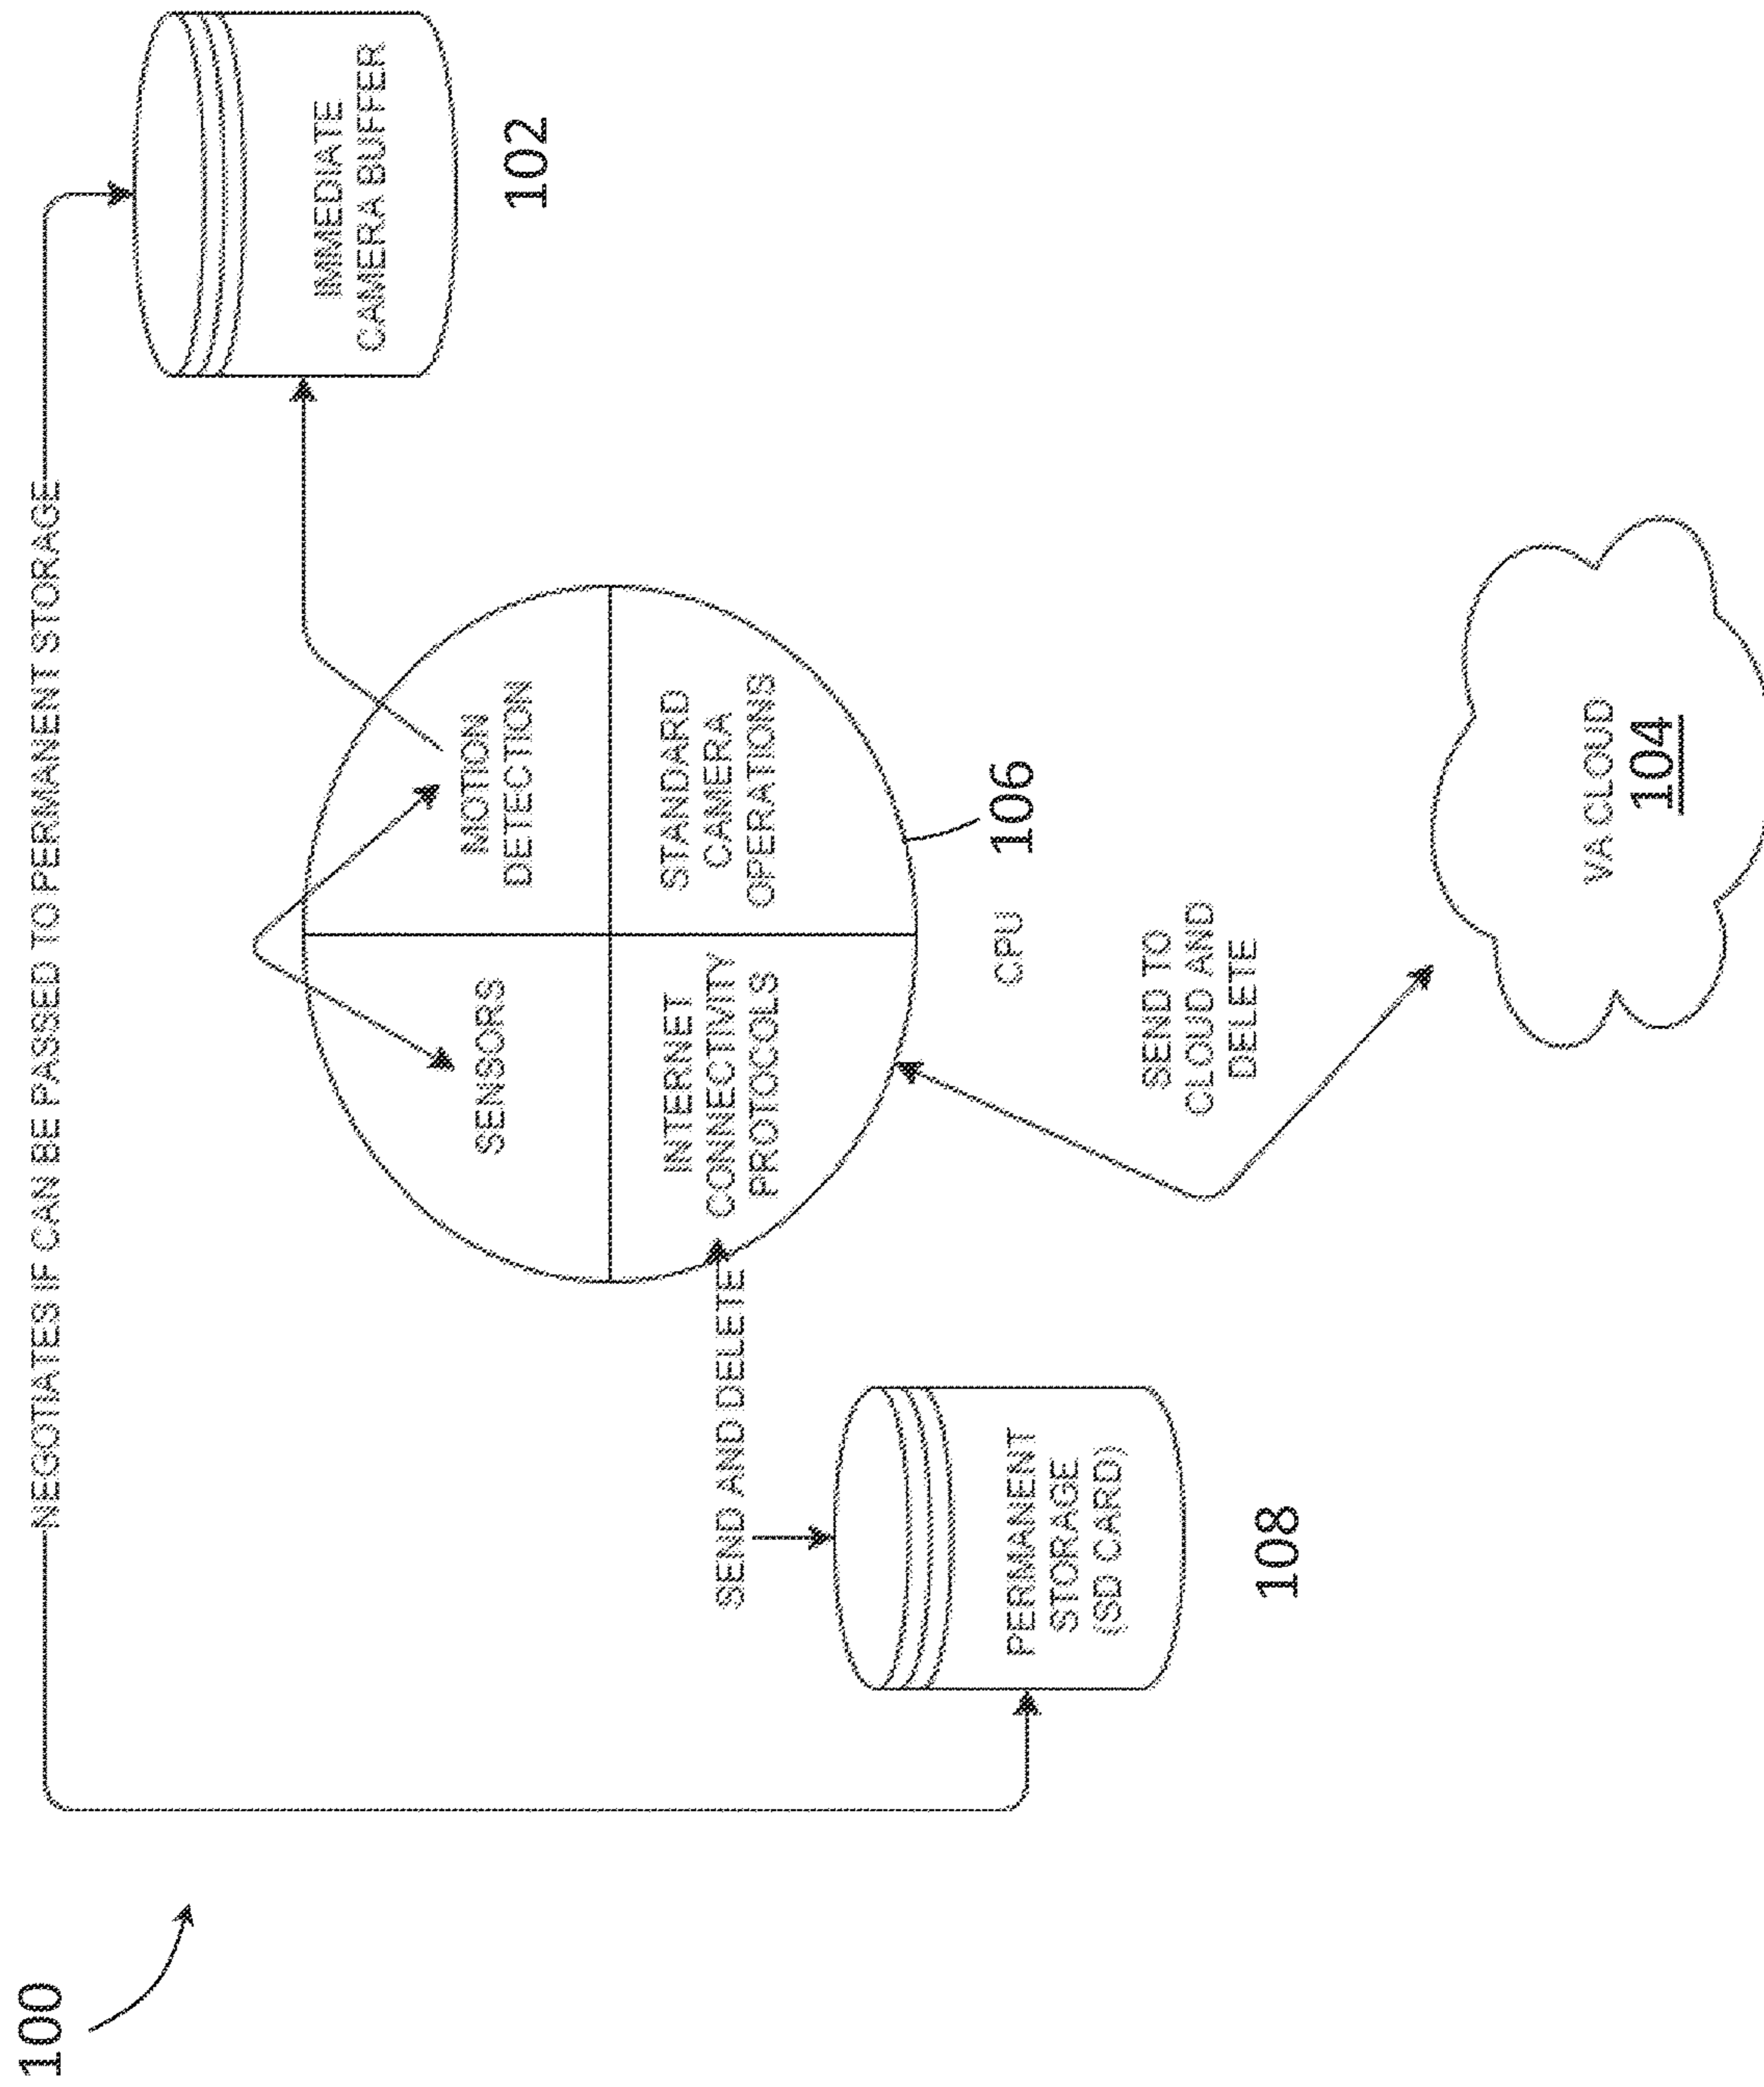 100
NEGOTIATES IF CAN BE PASSED TO PERMANENT STORAGE
IMMEDIATE
CAMERA BUFFER
102
SENSORS
MOTION
DETECTION
INTERNET
CONNECTIVITY
PROTOCOLS
STANDARD
CAMERA
OPERATIONS
SEND AND DELETE
CPU
106
PERMANENT
STORAGE
(SD CARD)
108
SEND TO
CLOUD AND
DELETE
VA CLOUD
104